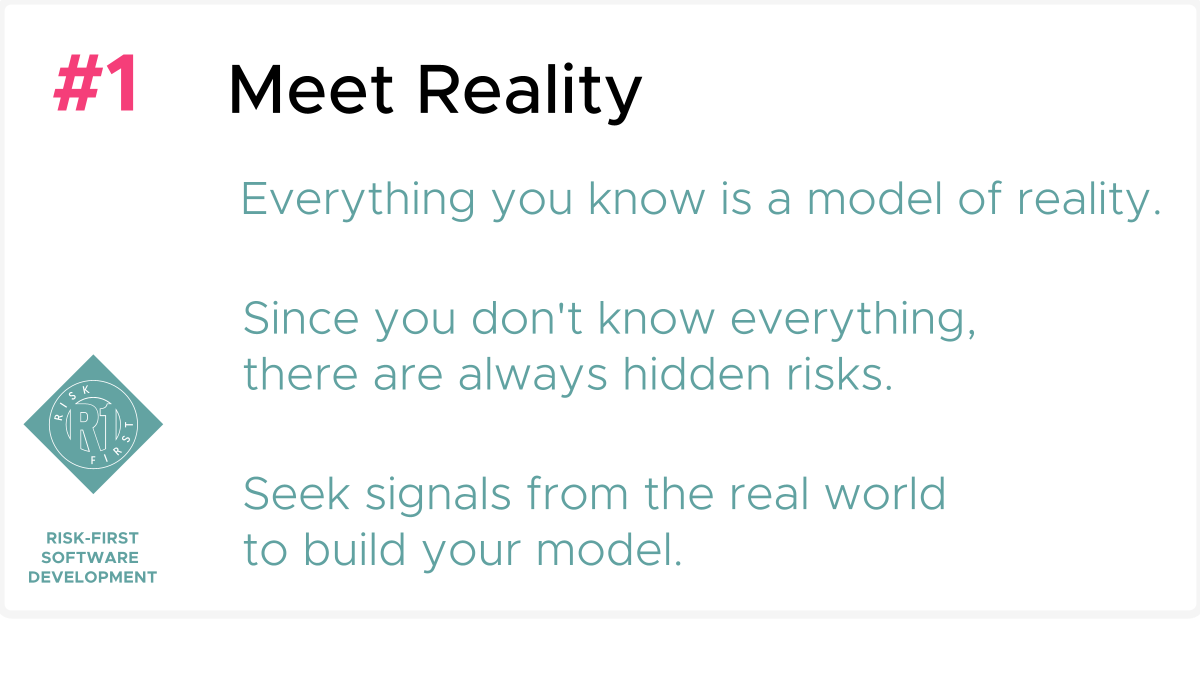 #1
Meet Reality
Everything you know is a model of reality.
Since you don't know everything,
there are always hidden risks.
Seek signals from the real world
to build your model.
RISK
R1
FIRST
RISK-FIRST
SOFTWARE
DEVELOPMENT